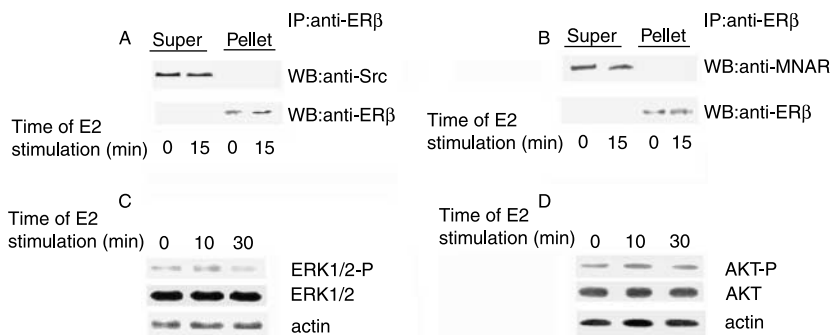 A
Super Pellet
IP:anti-ERβ
WB:anti-Src
WB:anti-ERβ
Time of E2
stimulation (min) 0 15 0 15
B
Super Pellet
IP:anti-ERβ
WB:anti-MNAR
WB:anti-ERβ
Time of E2
stimulation (min) 0 15 0 15
C
Time of E2
stimulation (min) 0 10 30
ERK1/2-P
ERK1/2
actin
D
Time of E2
stimulation (min) 0 10 30
AKT-P
AKT
actin